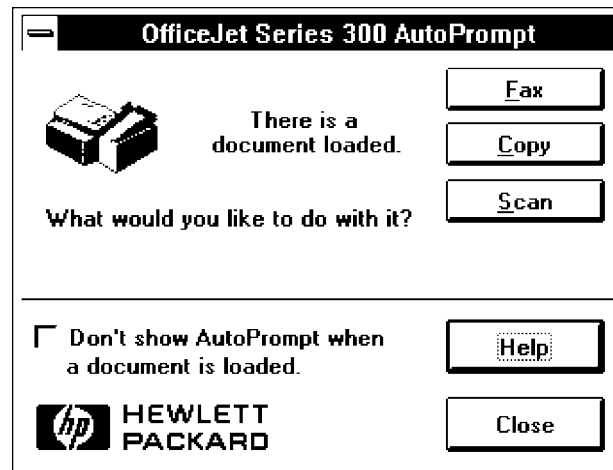 OfficeJet Series 300 AutoPrompt
There is a
document loaded.
What would you like to do with it?
Fax
Copy
Scan
Don't show AutoPrompt when
a document is loaded.
Help
hp HEWLETT
PACKARD
Close